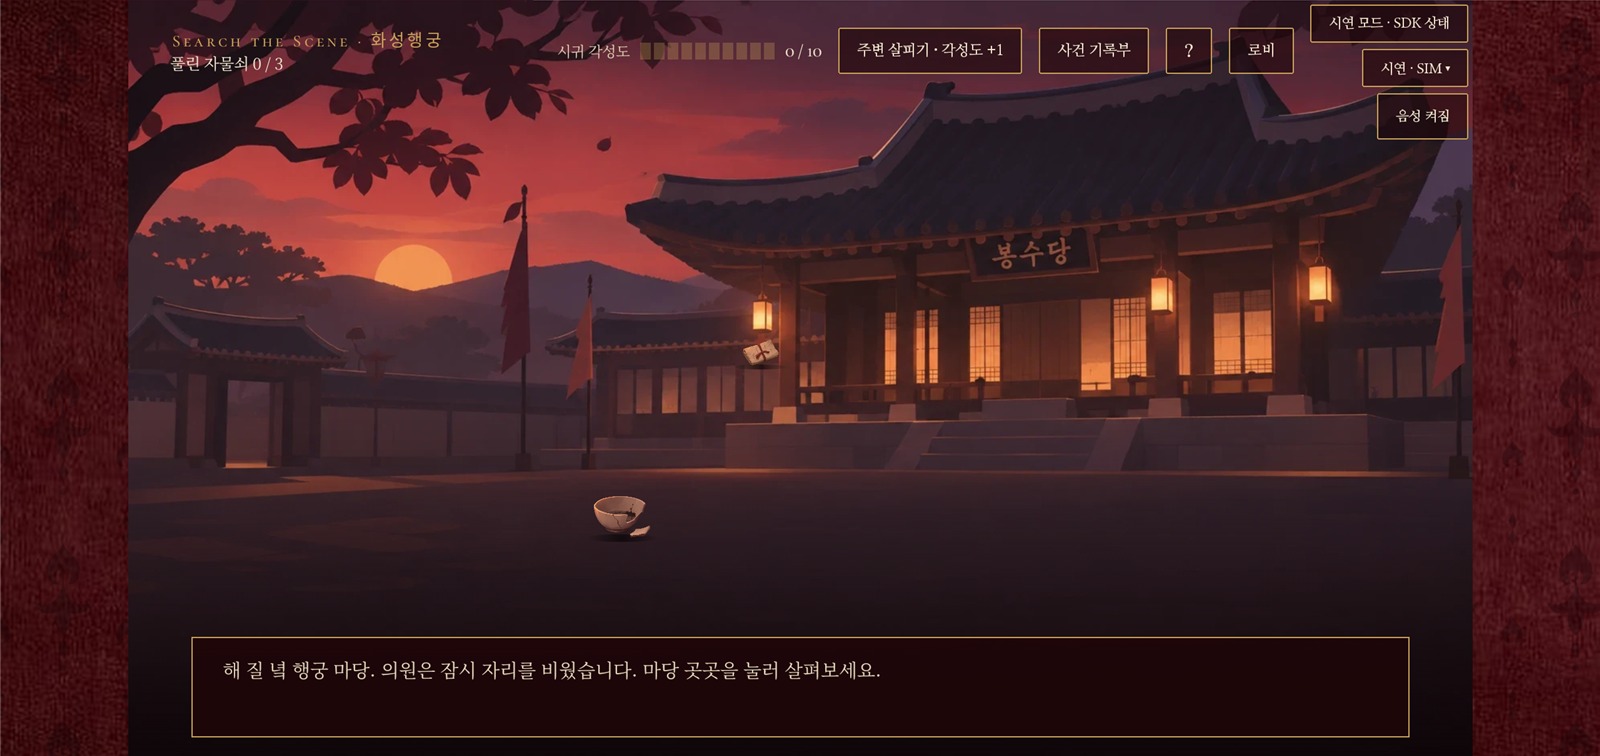 SEARCH THE SCENE · 화성행궁
풀린 자물쇠 0 / 3
시귀 각성도 0 / 10
주변 살피기 · 각성도 +1
사건 기록부
?
로비
시연 모드 · SDK 상태
시연 · SIM ▾
음성 켜짐
봉수당
해 질 녘 행궁 마당. 의원은 잠시 자리를 비웠습니다. 마당 곳곳을 눌러 살펴보세요.